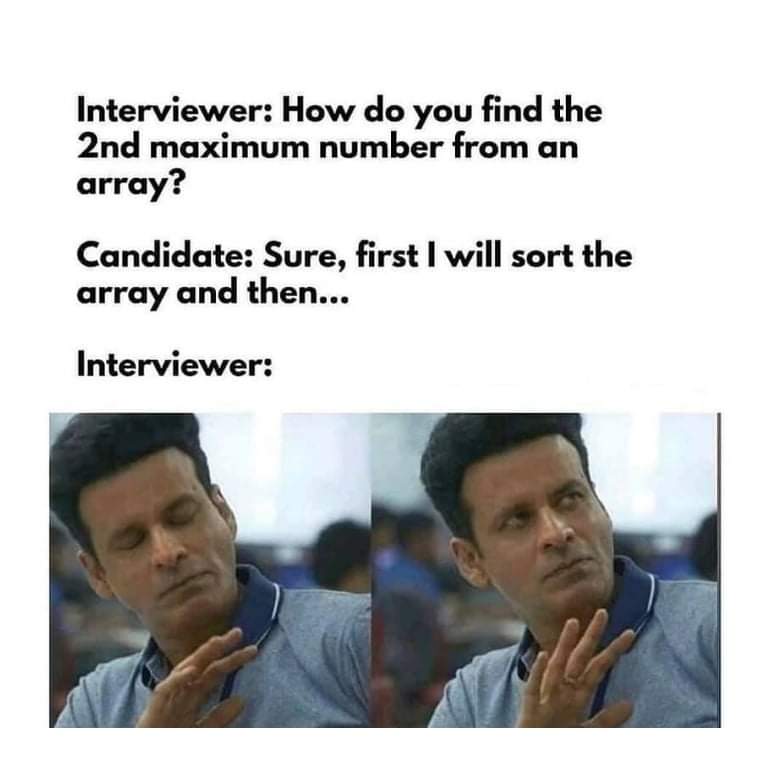 Interviewer: How do you find the
2nd maximum number from an
array?
Candidate: Sure, first I will sort the
array and then...
Interviewer: